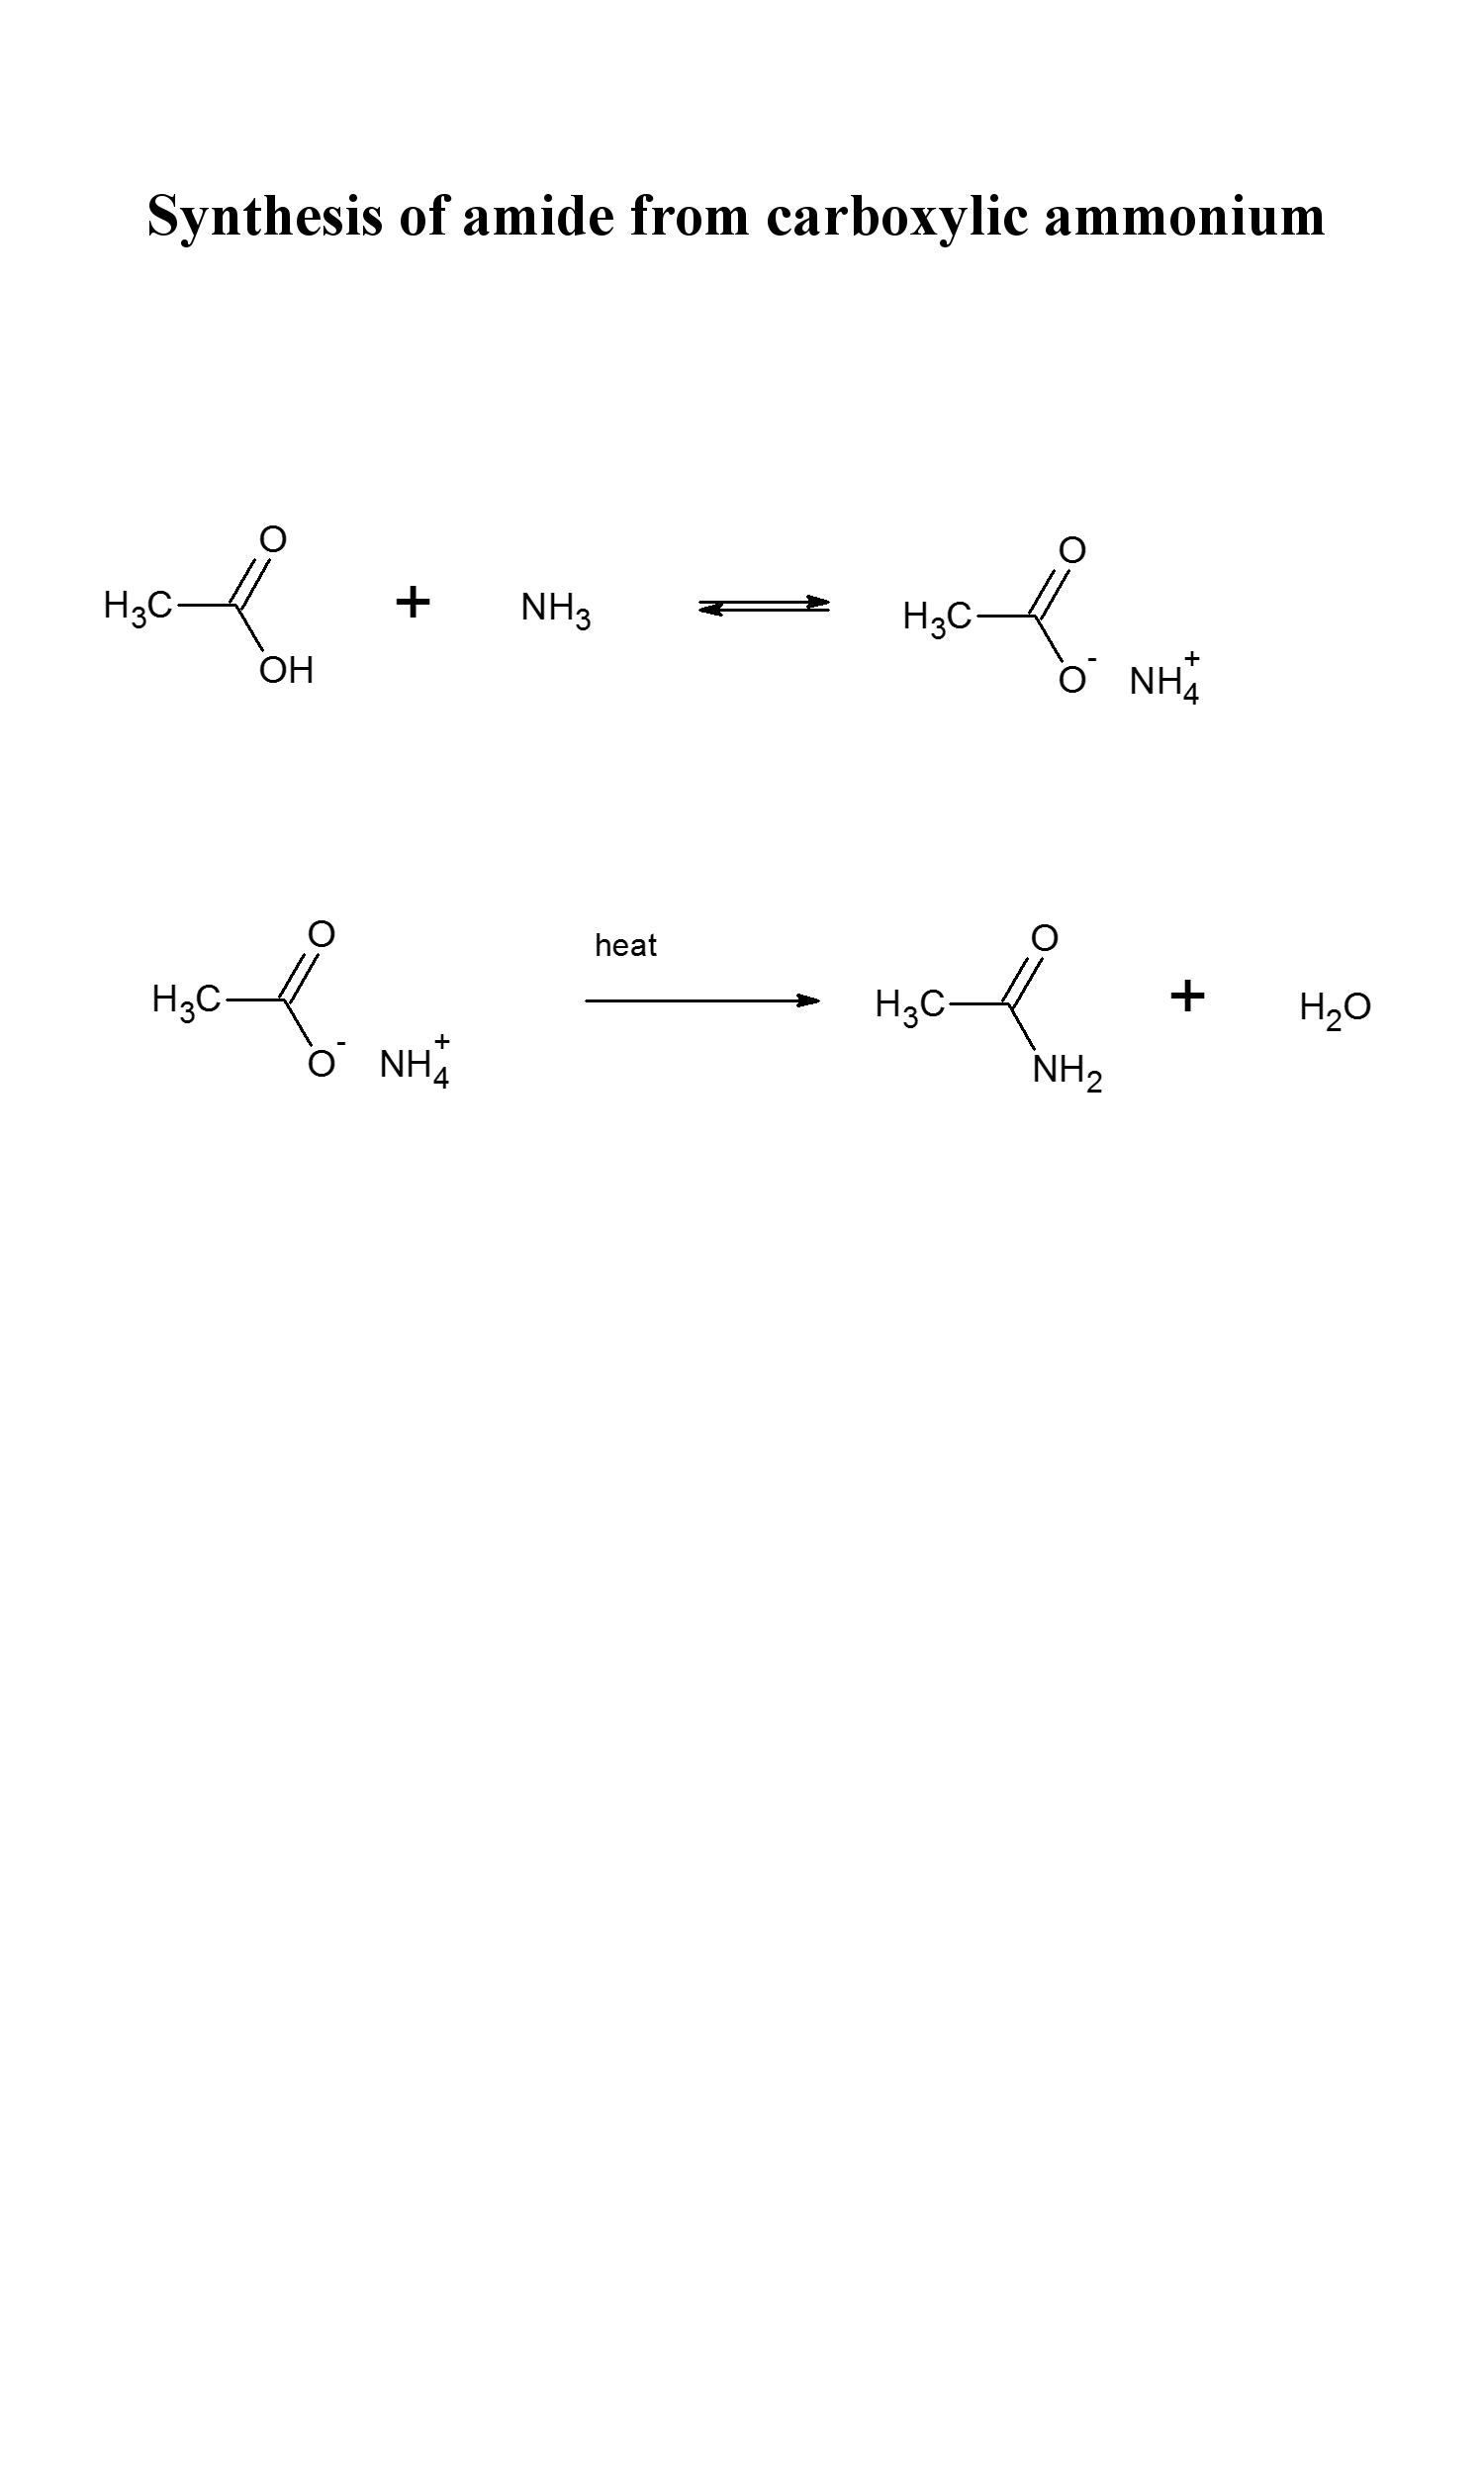 Synthesis of amide from carboxylic ammonium
H3C O OH + NH3 H3C O O- NH4+
H3C O O- NH4+ heat H3C O NH2 + H2O